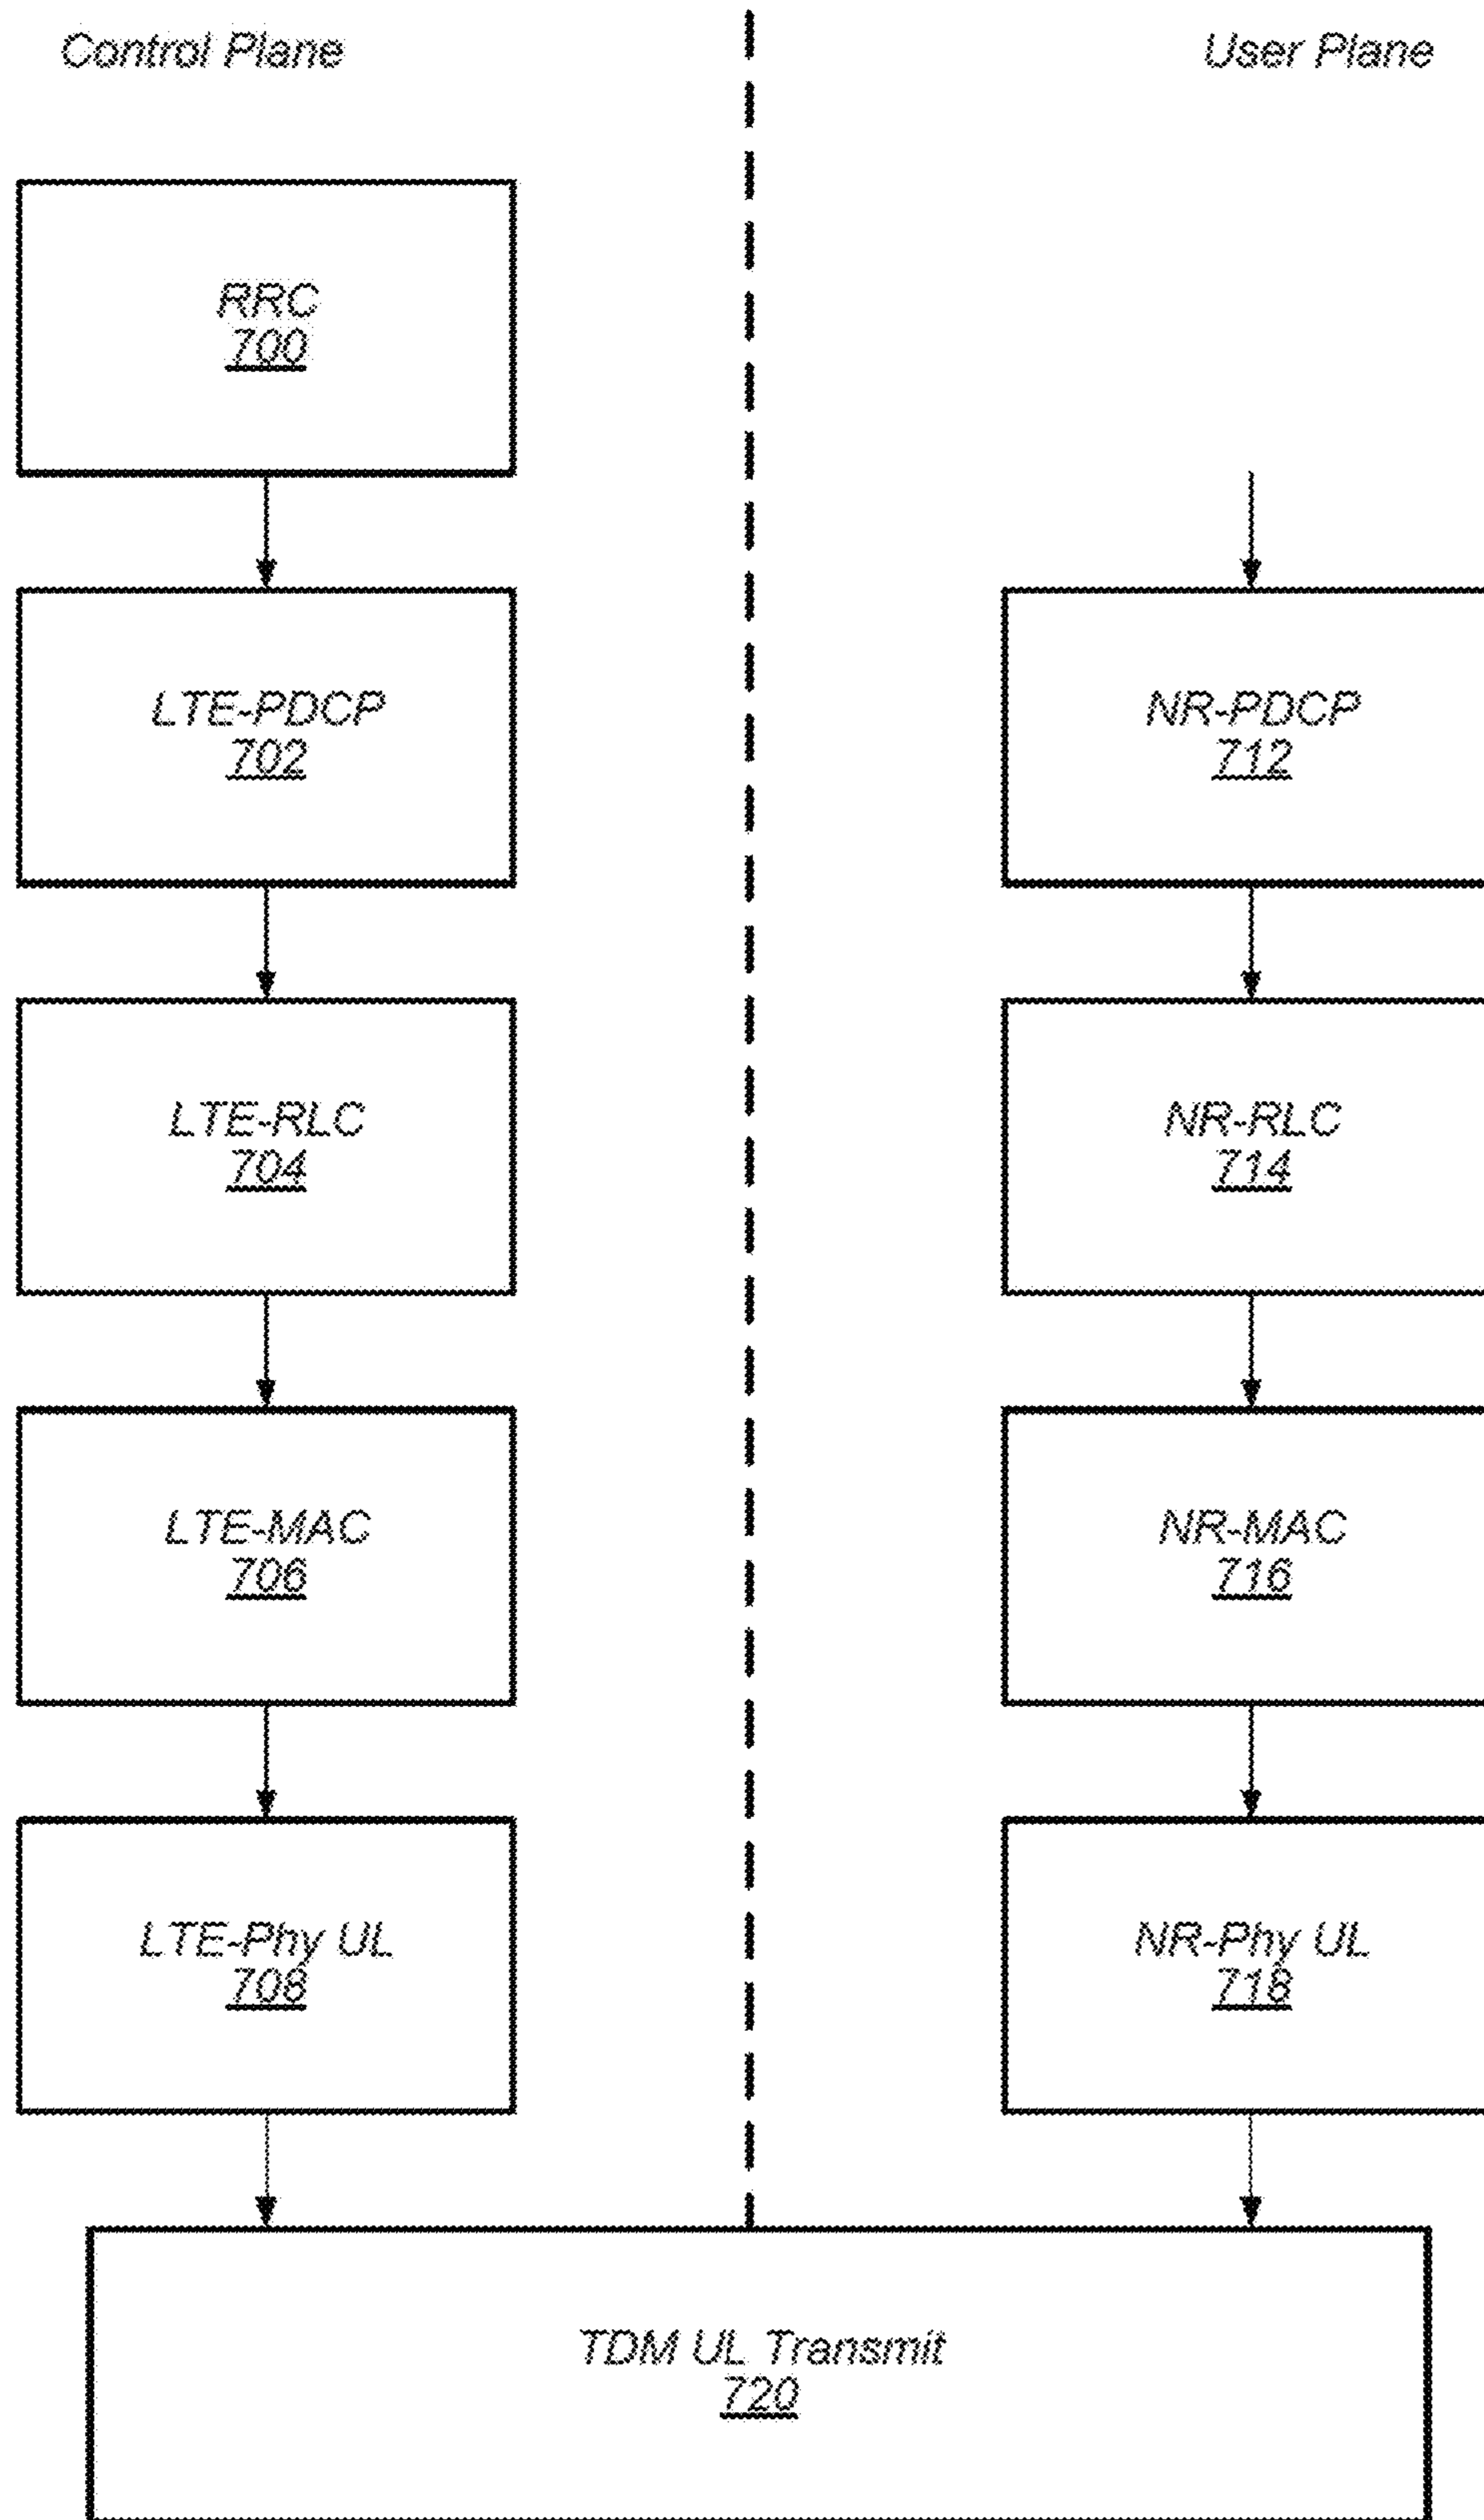 Control Plane
User Plane
RRC
700
LTE-PDCP
702
NR-PDCP
712
LTE-RLC
704
NR-RLC
714
LTE-MAC
706
NR-MAC
716
LTE-Phy UL
708
NR-Phy UL
718
TDM UL Transmit
720